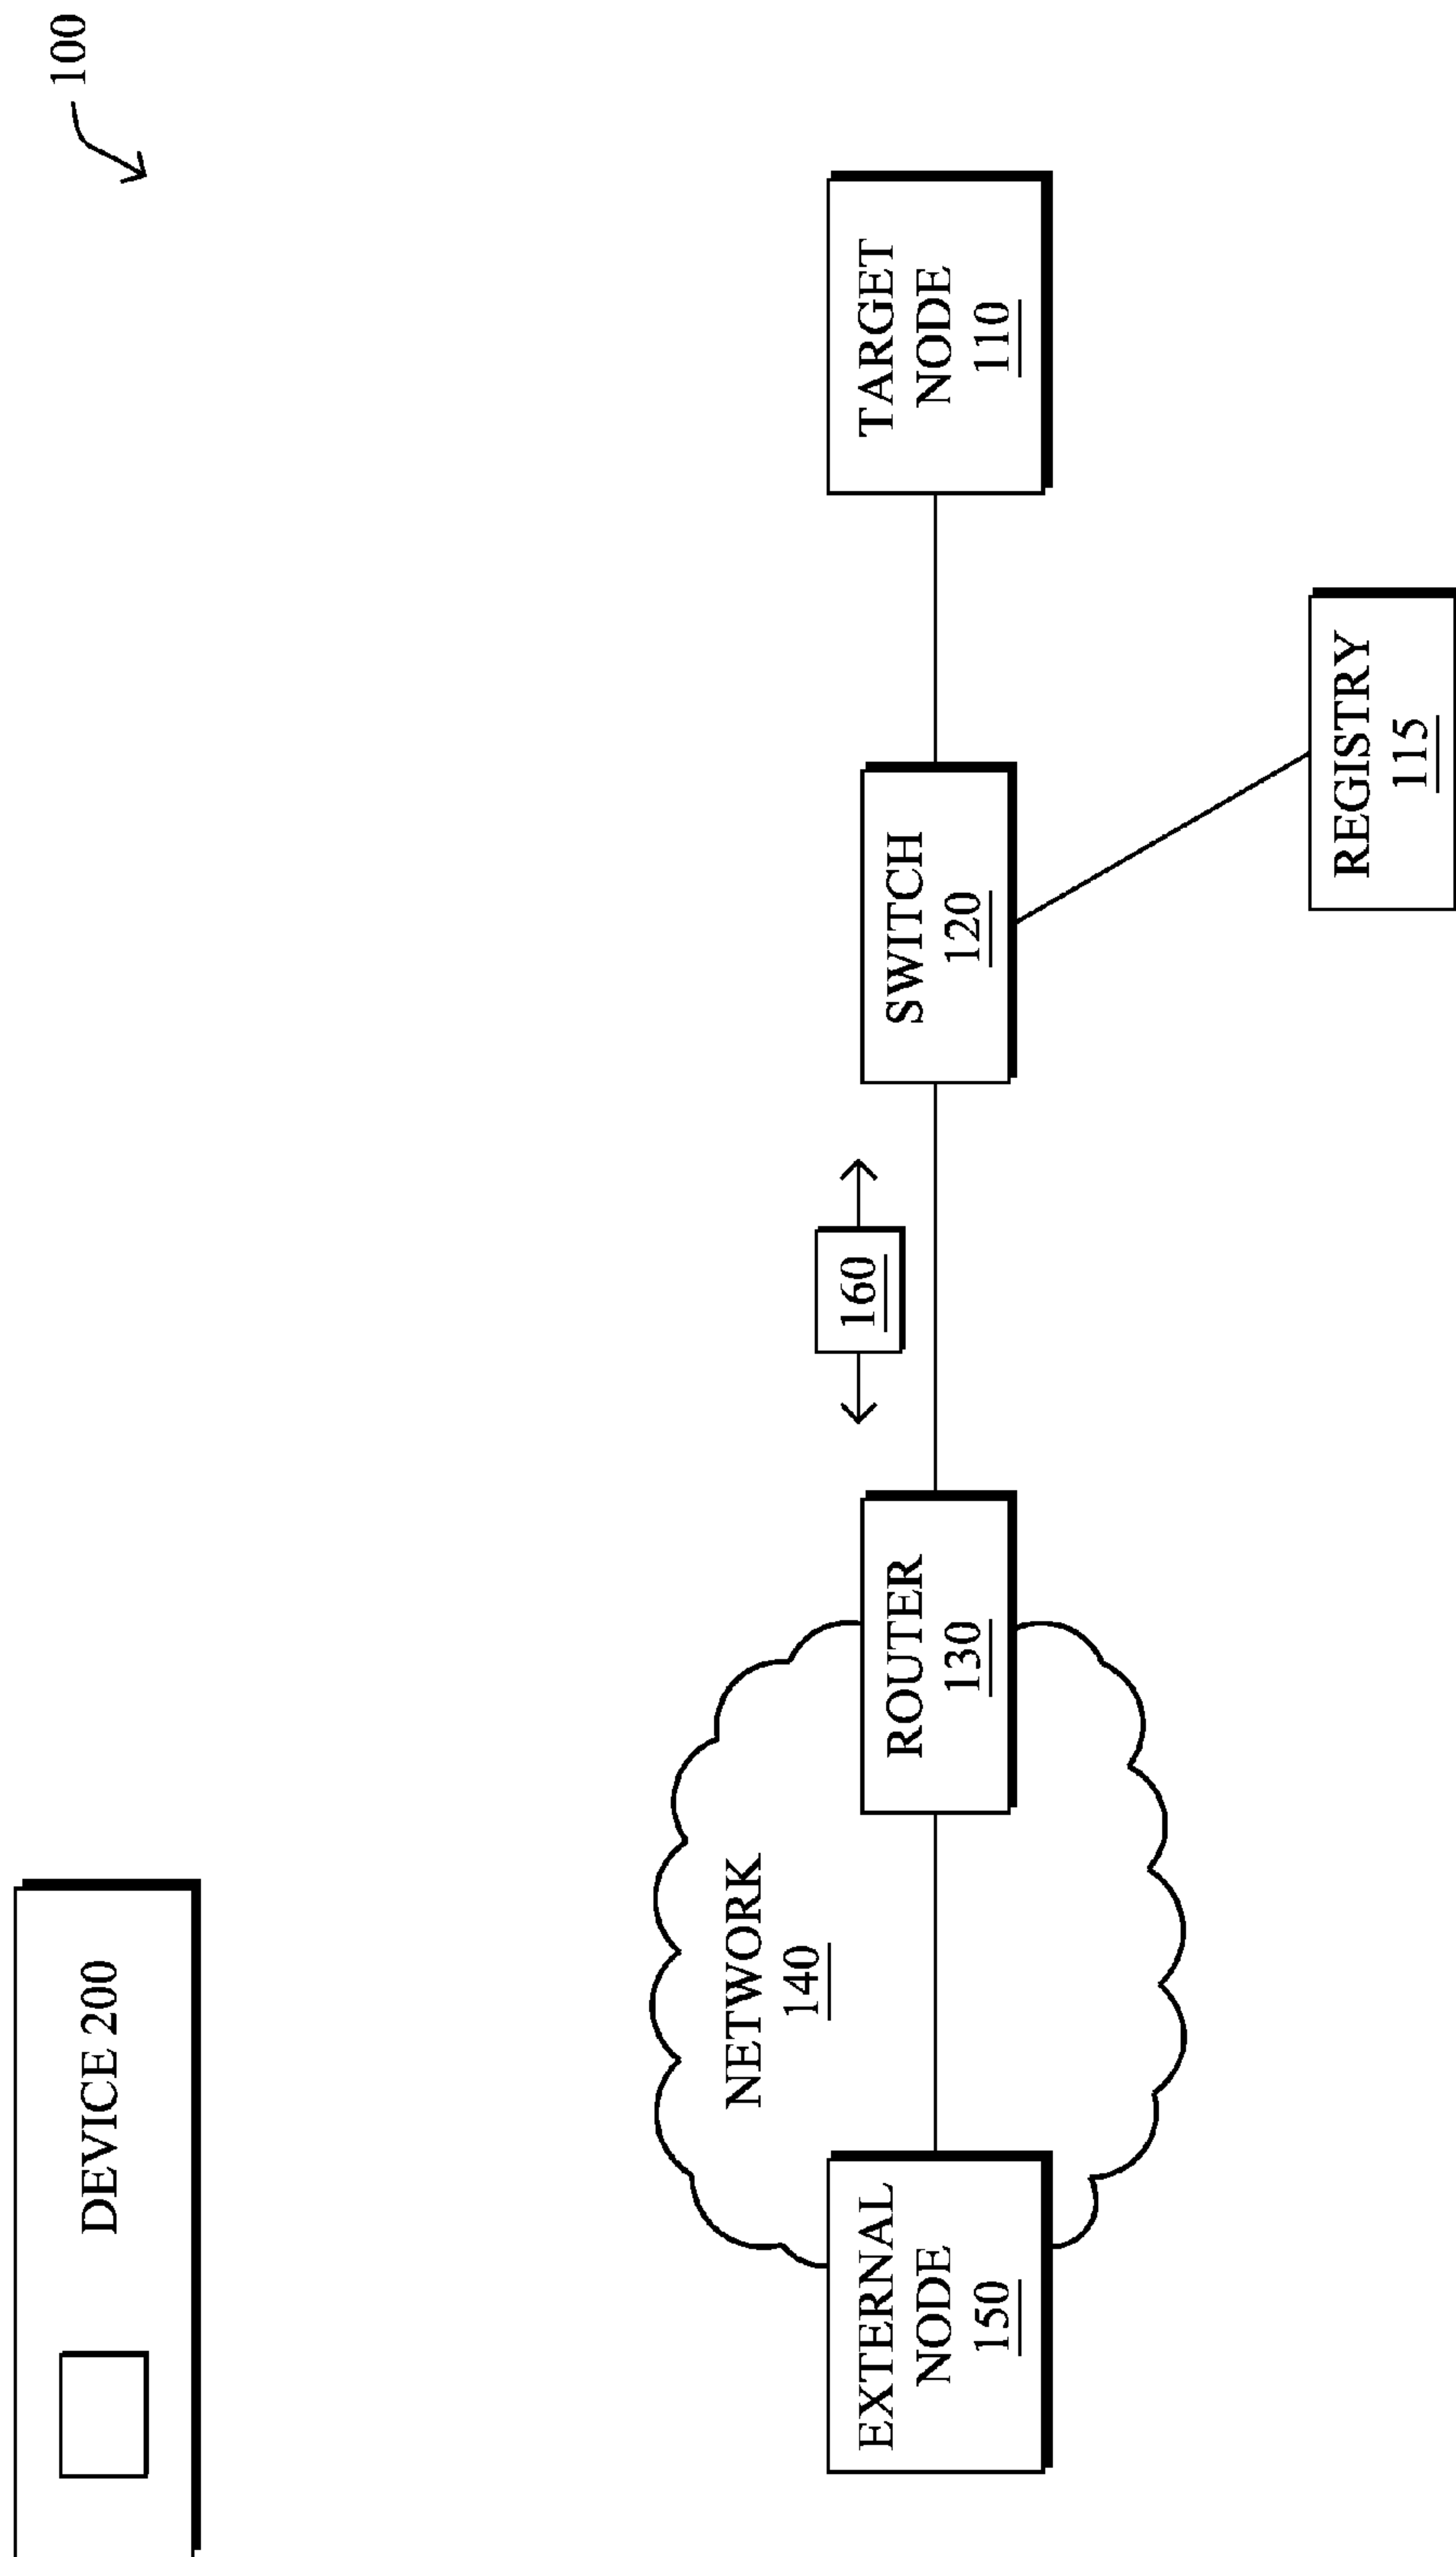 100
DEVICE 200
NETWORK
140
EXTERNAL
NODE
150
ROUTER
130
160
SWITCH
120
TARGET
NODE
110
REGISTRY
115